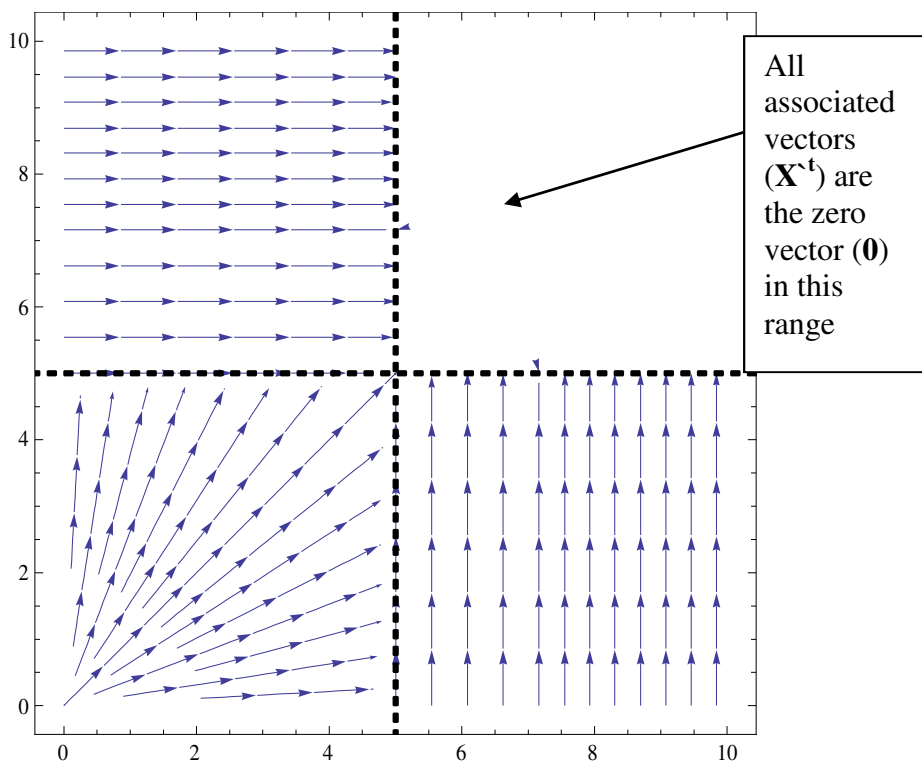 10
8
6
4
2
0
0
2
4
6
8
10
All
associated
vectors
(X`t) are
the zero
vector (0)
in this
range